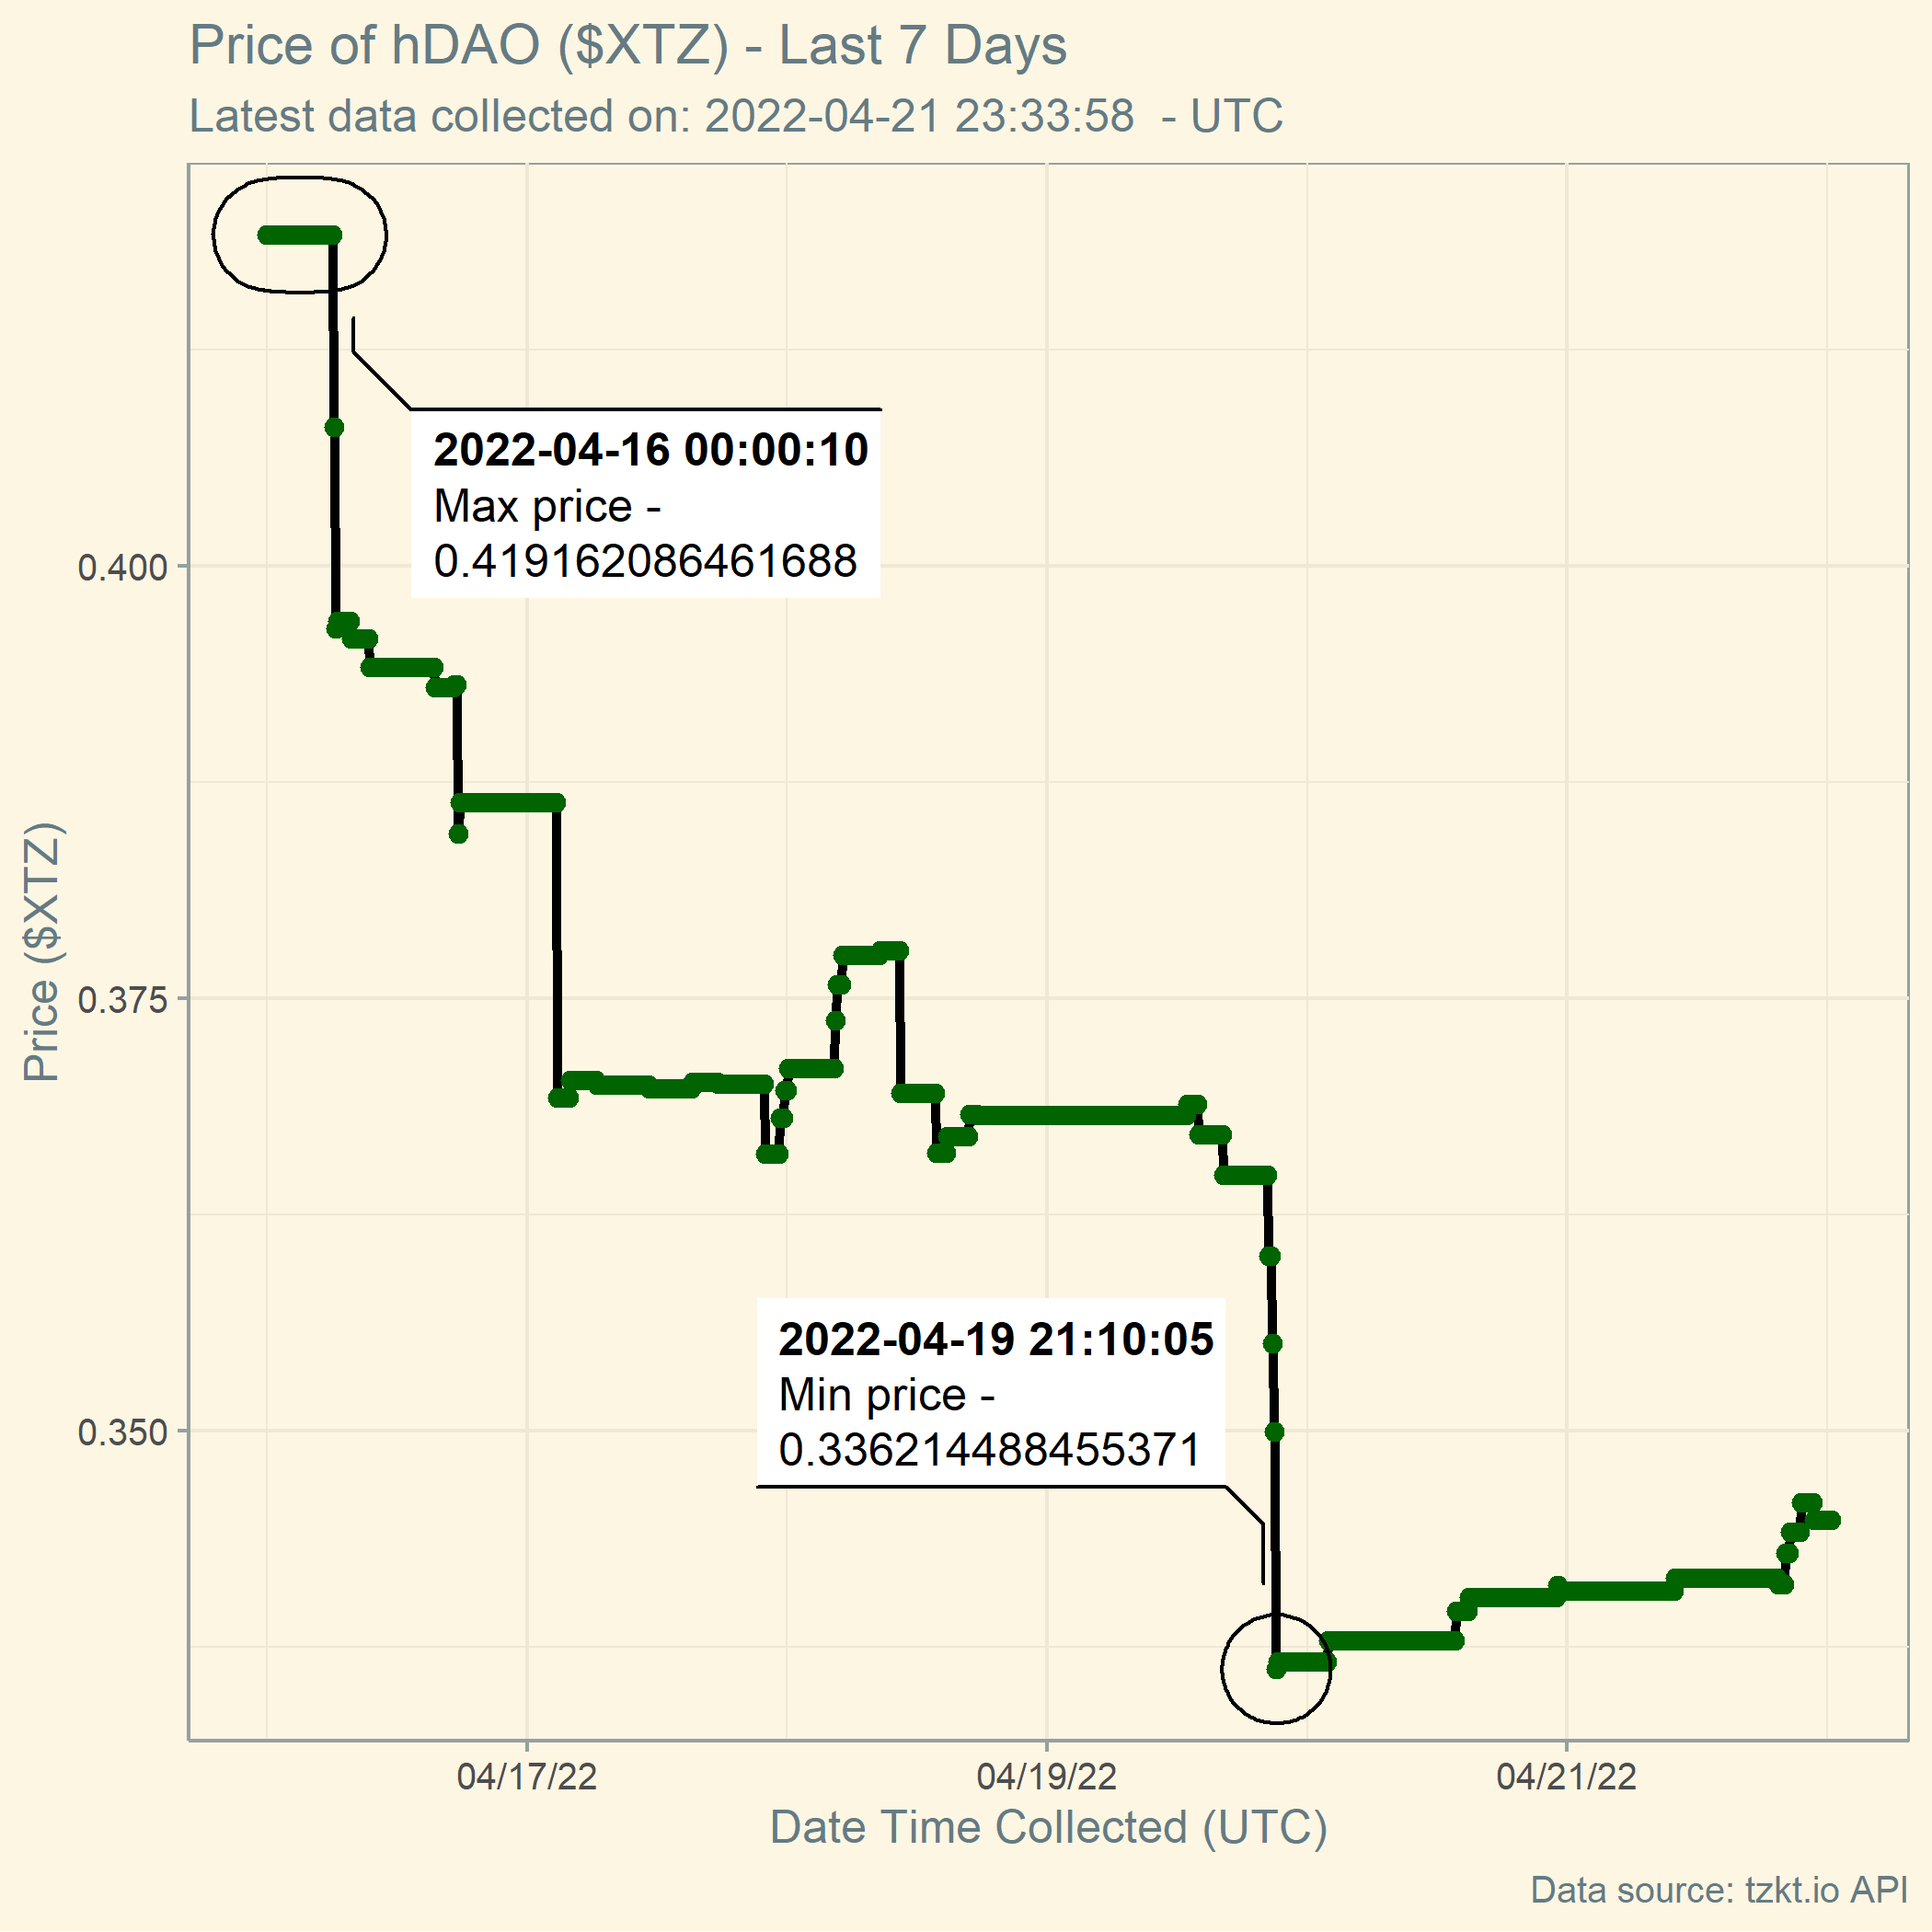 Price of hDAO ($XTZ) - Last 7 Days
Latest data collected on: 2022-04-21 23:33:58  - UTC
2022-04-16 00:00:10
Max price -
0.419162086461688
0.400
0.375
0.350
Price ($XTZ)
2022-04-19 21:10:05
Min price -
0.336214488455371
04/17/22
04/19/22
04/21/22
Date Time Collected (UTC)
Data source: tzkt.io API